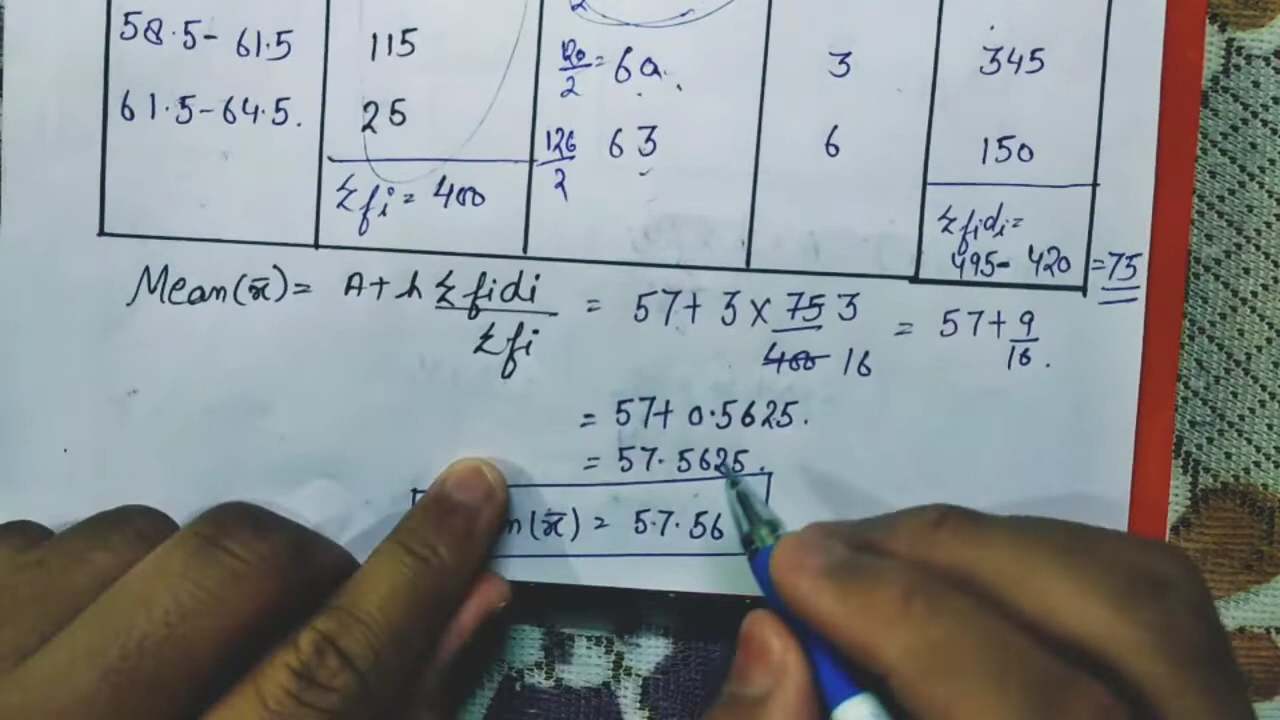 58.5- 61.5 115 120/2 = 60. 3 345
61.5-64.5. 25 126/2 63 6 150
Σfi = 400 Σfidi=
495- 420 =75
Mean(x̄)= A+ h Σfidi/Σfi = 57+ 3 × 75 3/400 16 = 57+ 9/16.
= 57+ 0.5625.
= 57.5625.
n(x̄) = 5.7.56